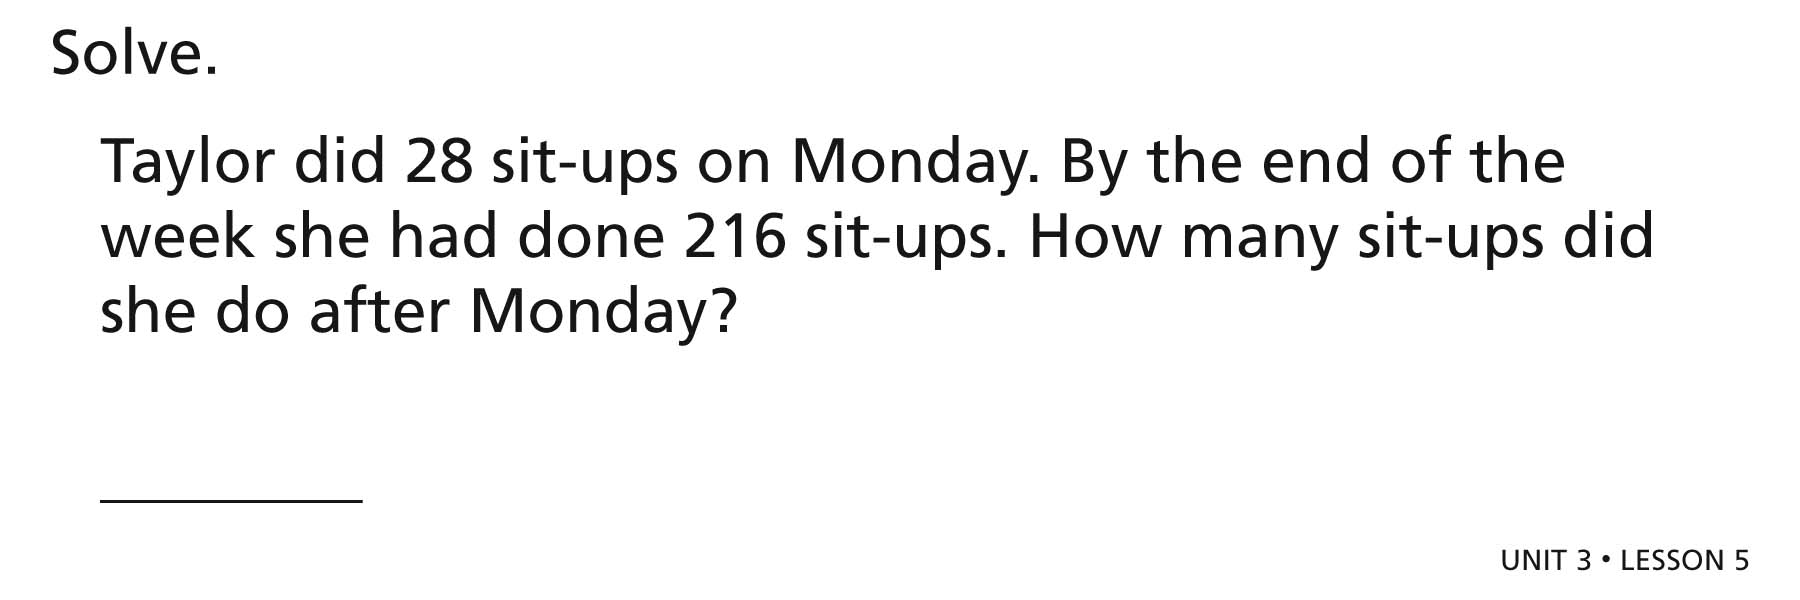 Solve.
Taylor did 28 sit-ups on Monday. By the end of the
week she had done 216 sit-ups. How many sit-ups did
she do after Monday?
UNIT 3 • LESSON 5